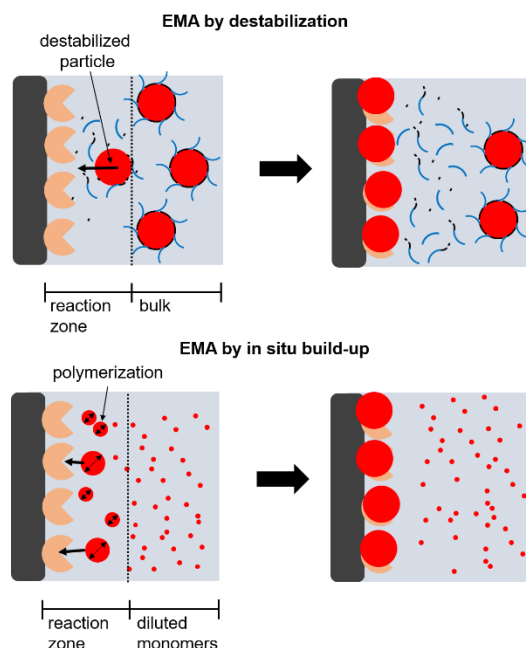 EMA by destabilization
destabilized
particle
reaction
zone
bulk
EMA by in situ build-up
polymerization
reaction
zone
diluted
monomers